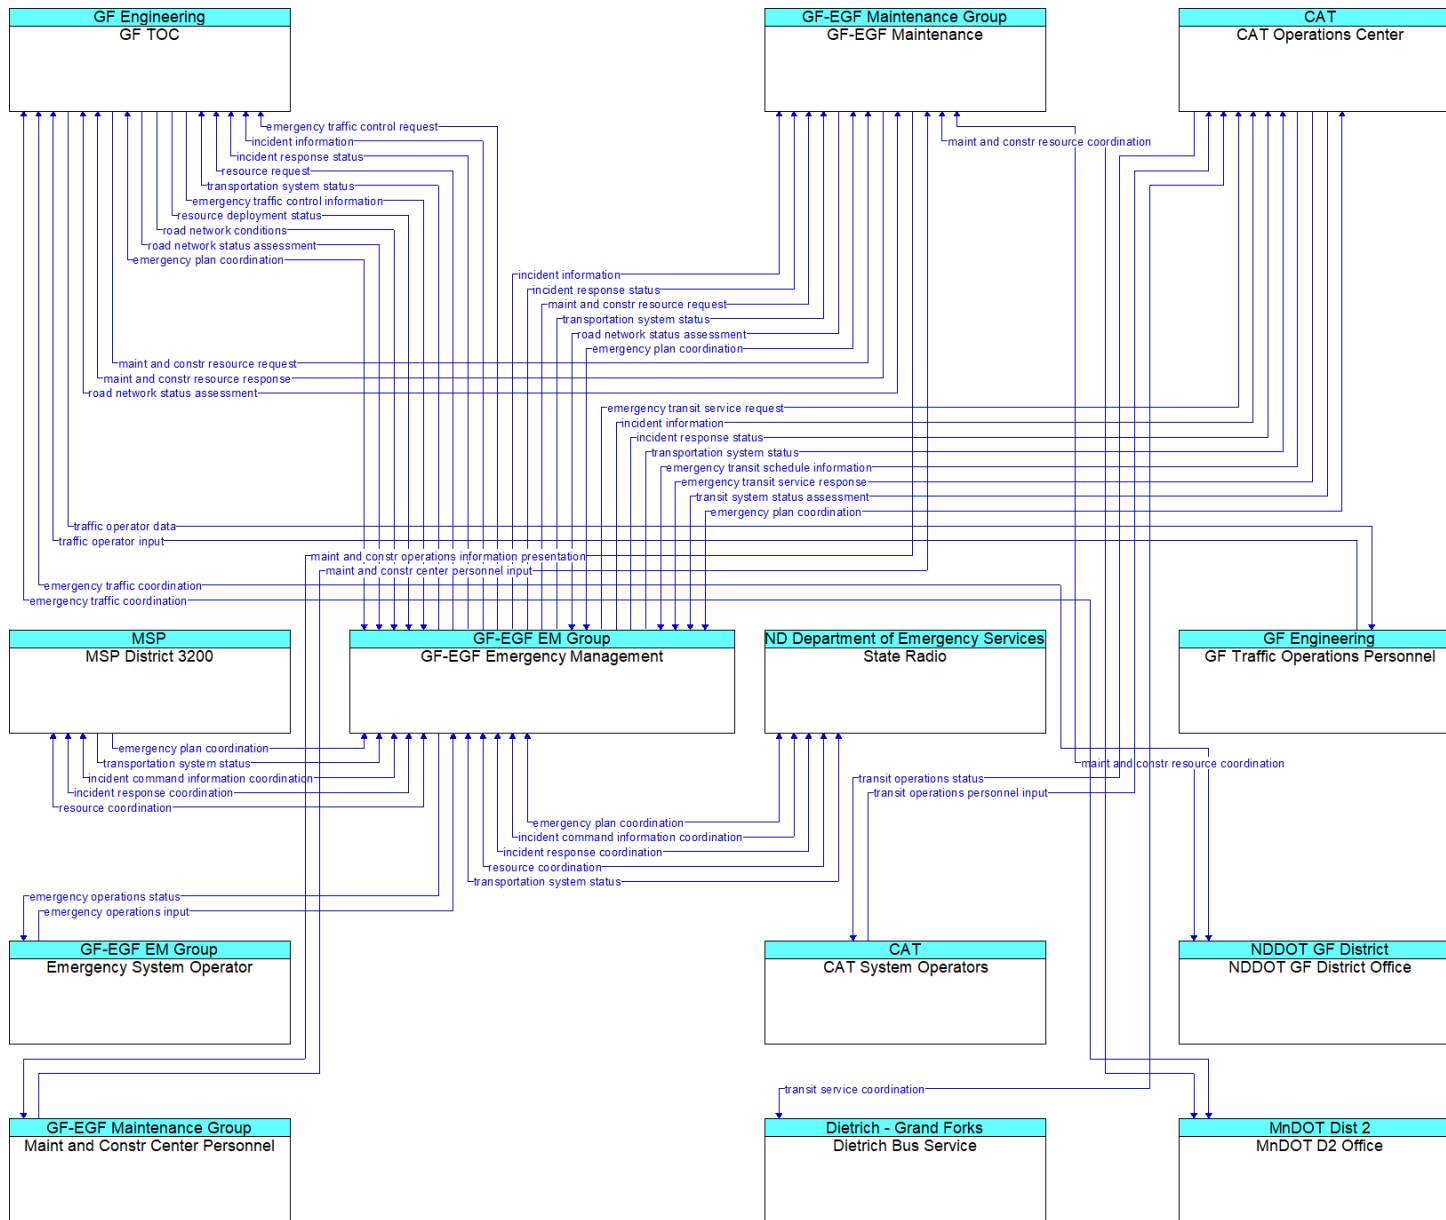 GF Engineering
GF TOC
GF-EGF Maintenance Group
GF-EGF Maintenance
CAT
CAT Operations Center
emergency traffic control request
incident information
maint and constr resource coordination
incident response status
resource request
transportation system status
emergency traffic control information
resource deployment status
road network conditions
road network status assessment
emergency plan coordination
incident information
incident response status
maint and constr resource request
transportation system status
road network status assessment
emergency plan coordination
maint and constr resource request
maint and constr resource response
road network status assessment
emergency transit service request
incident information
incident response status
transportation system status
emergency transit schedule information
emergency transit service response
transit system status assessment
emergency plan coordination
traffic operator data
traffic operator input
maint and constr operations information presentation
maint and constr center personnel input
emergency traffic coordination
emergency traffic coordination
MSP
MSP District 3200
GF-EGF EM Group
GF-EGF Emergency Management
ND Department of Emergency Services
State Radio
GF Engineering
GF Traffic Operations Personnel
emergency plan coordination
transportation system status
maint and constr resource coordination
incident command information coordination
transit operations status
incident response coordination
transit operations personnel input
resource coordination
emergency plan coordination
incident command information coordination
incident response coordination
resource coordination
transportation system status
emergency operations status
emergency operations input
GF-EGF EM Group
Emergency System Operator
CAT
CAT System Operators
NDDOT GF District
NDDOT GF District Office
transit service coordination
GF-EGF Maintenance Group
Maint and Constr Center Personnel
Dietrich - Grand Forks
Dietrich Bus Service
MnDOT Dist 2
MnDOT D2 Office